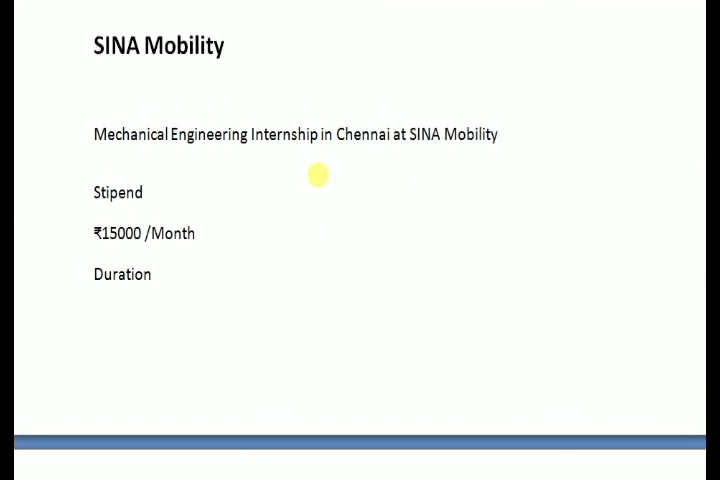 SINA Mobility
Mechanical Engineering Internship in Chennai at SINA Mobility
Stipend
₹15000 /Month
Duration